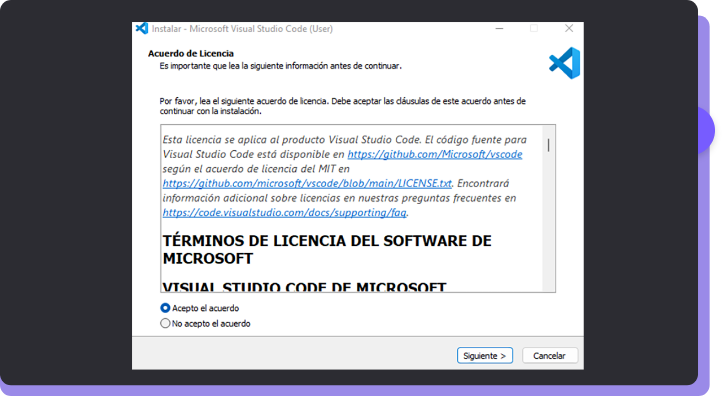 Instalar - Microsoft Visual Studio Code (User)
Acuerdo de Licencia
Es importante que lea la siguiente información antes de continuar.
Por favor, lea el siguiente acuerdo de licencia. Debe aceptar las cláusulas de este acuerdo antes de
continuar con la instalación.
Esta licencia se aplica al producto Visual Studio Code. El código fuente para
Visual Studio Code está disponible en https://github.com/Microsoft/vscode
según el acuerdo de licencia del MIT en
https://github.com/microsoft/vscode/blob/main/LICENSE.txt. Encontrará
información adicional sobre licencias en nuestras preguntas frecuentes en
https://code.visualstudio.com/docs/supporting/faq.
TÉRMINOS DE LICENCIA DEL SOFTWARE DE
MICROSOFT
VISUAL STUDIO CODE DE MICROSOFT
Acepto el acuerdo
No acepto el acuerdo
Siguiente > Cancelar